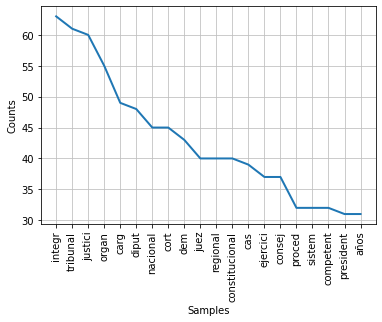 Counts
60
55
50
45
40
35
30
integr
tribunal
justici
organ
carg
diput
nacional
cort
dem
juez
regional
constitucional
cas
ejercici
consej
proced
sistem
competent
president
años
Samples